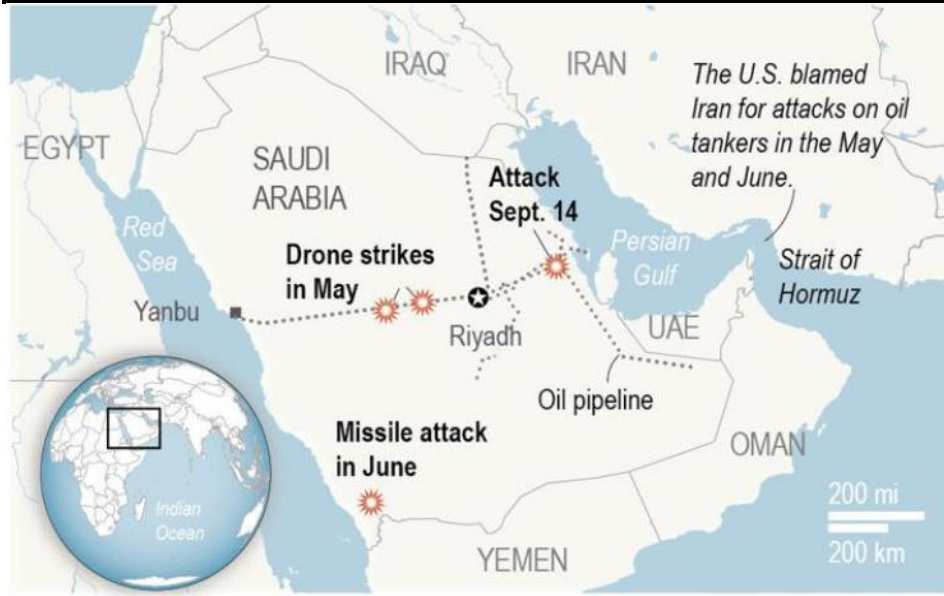 IRAQ
IRAN
The U.S. blamed
Iran for attacks on oil
tankers in the May
and June.
EGYPT
SAUDI
ARABIA
Attack
Sept. 14
Red
Sea
Drone strikes
in May
Persian
Gulf
Strait of
Hormuz
Yanbu
Riyadh
UAE
Oil pipeline
Missile attack
in June
OMAN
Indian
Ocean
YEMEN
200 mi
200 km